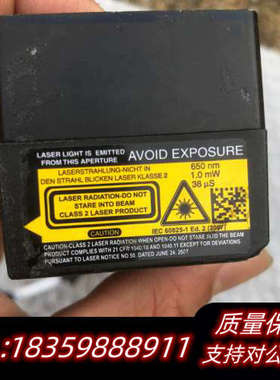 LASER LIGHT IS EMITTED
FROM THIS APERTURE
AVOID EXPOSURE
LASERSTRAHLUNG-NICHT IN
DEN STRAHL BLICKEN LASER KLASSE 2
650 nm
1.0 mW
36 µS
LASER RADIATION-DO NOT
STARE INTO BEAM
CLASS 2 LASER PRODUCT
IEC 60825-1 Ed. 2 (2007)
CAUTION-CLASS 2 LASER RADIATION WHEN OPEN-DO NOT STARE INTO THE BEAM
COMPLIES WITH 21 CFR 1040.10 AND 1040.11 EXCEPT FOR DEVIATIONS
PURSUANT TO LASER NOTICE NO 50, DATED JUNE 24, 2007
质量保
:18359888911
支持对公